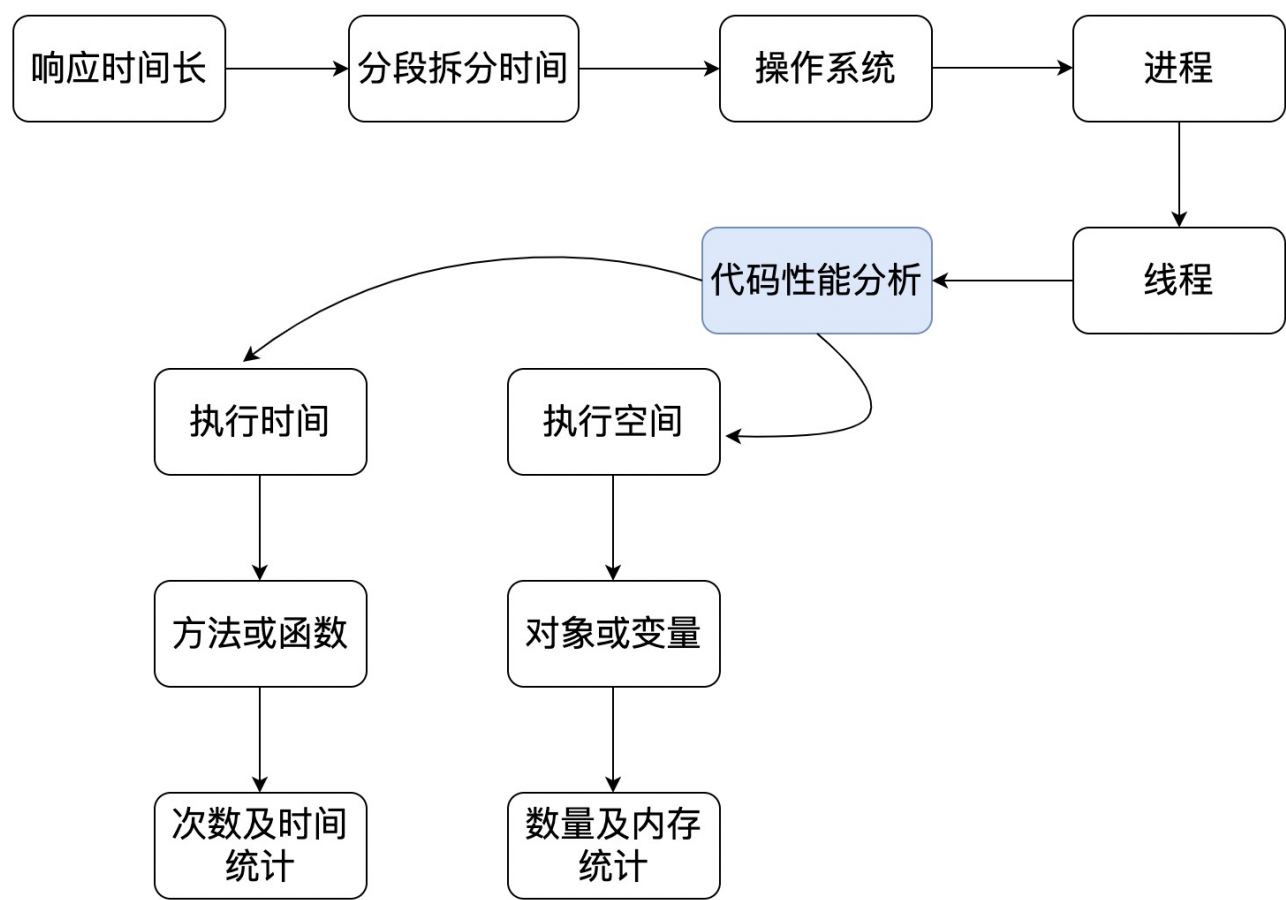 响应时间长
分段拆分时间
操作系统
进程
线程
代码性能分析
执行时间
执行空间
方法或函数
对象或变量
次数及时间
统计
数量及内存
统计